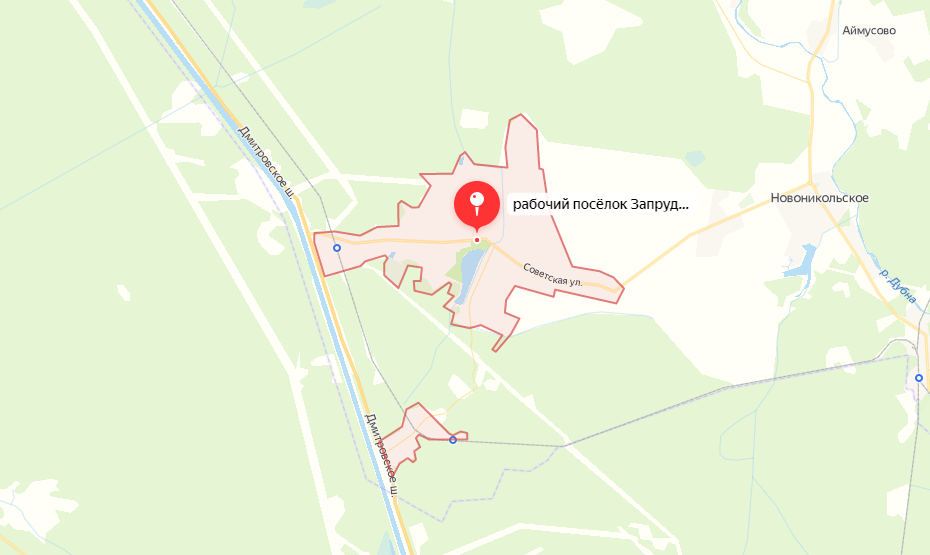 Аймусово
Дмитровское ш.
Новоникольское
рабочий посёлок Запруд...
Советская ул.
р. Дубна
Дмитровское ш.